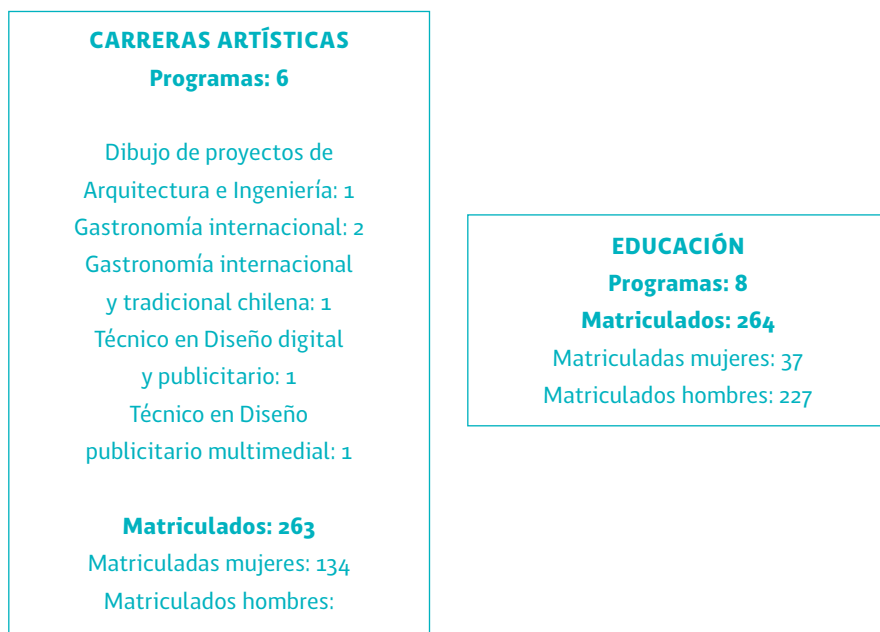 CARRERAS ARTÍSTICAS
Programas: 6
Dibujo de proyectos de
Arquitectura e Ingeniería: 1
Gastronomía internacional: 2
Gastronomía internacional
y tradicional chilena: 1
Técnico en Diseño digital
y publicitario: 1
Técnico en Diseño
publicitario multimedial: 1
Matriculados: 263
Matriculadas mujeres: 134
Matriculados hombres:
EDUCACIÓN
Programas: 8
Matriculados: 264
Matriculadas mujeres: 37
Matriculados hombres: 227